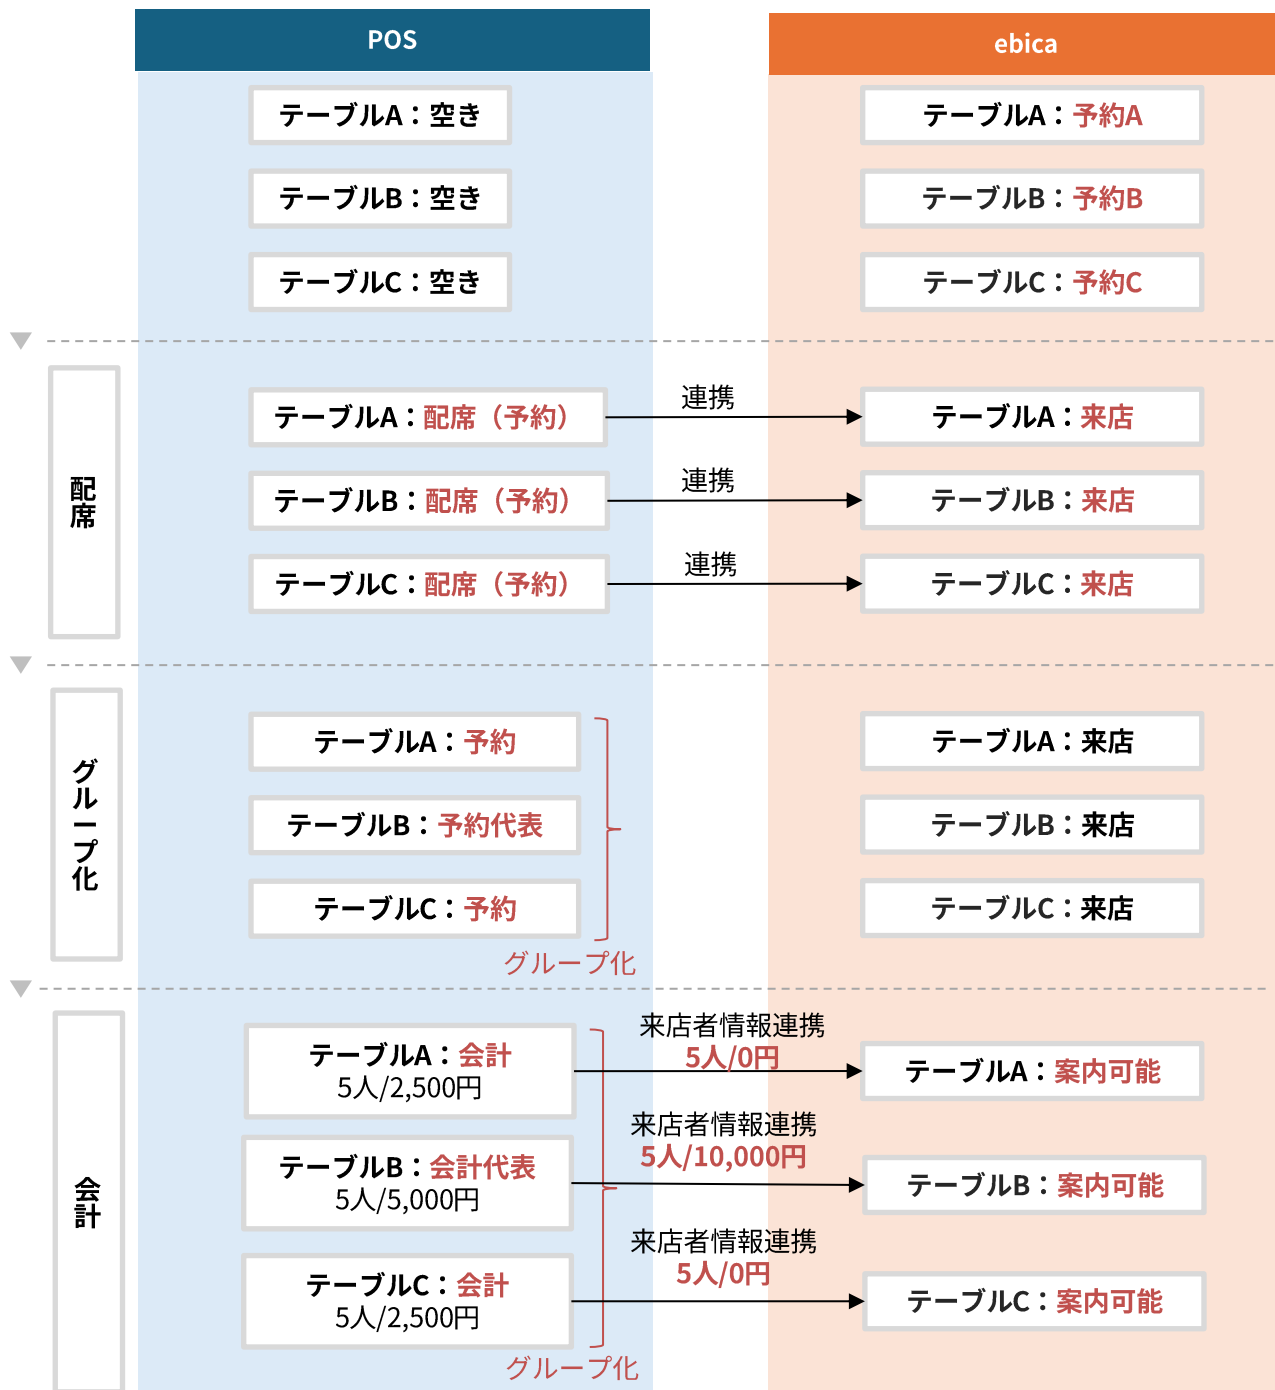 POS
ebica
テーブルA：空き
テーブルA：予約A
テーブルB：空き
テーブルB：予約B
テーブルC：空き
テーブルC：予約C
配席
テーブルA：配席（予約）
連携
テーブルA：来店
テーブルB：配席（予約）
連携
テーブルB：来店
テーブルC：配席（予約）
連携
テーブルC：来店
グループ化
テーブルA：予約
テーブルA：来店
テーブルB：予約代表
テーブルB：来店
テーブルC：予約
テーブルC：来店
グループ化
会計
テーブルA：会計
5人/2,500円
来店者情報連携
5人/0円
テーブルA：案内可能
テーブルB：会計代表
5人/5,000円
来店者情報連携
5人/10,000円
テーブルB：案内可能
テーブルC：会計
5人/2,500円
来店者情報連携
5人/0円
テーブルC：案内可能
グループ化